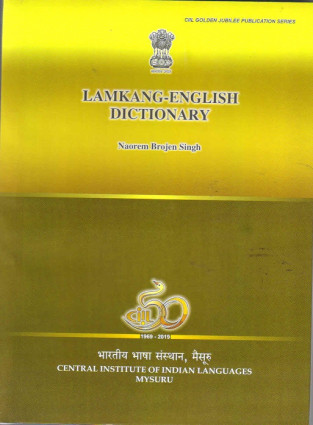 CIIL GOLDEN JUBILEE PUBLICATION SERIES
LAMKANG-ENGLISH
DICTIONARY
Naorem Brojen Singh
50
1969 - 2019
भारतीय भाषा संस्थान, मैसूरु
CENTRAL INSTITUTE OF INDIAN LANGUAGES
MYSURU